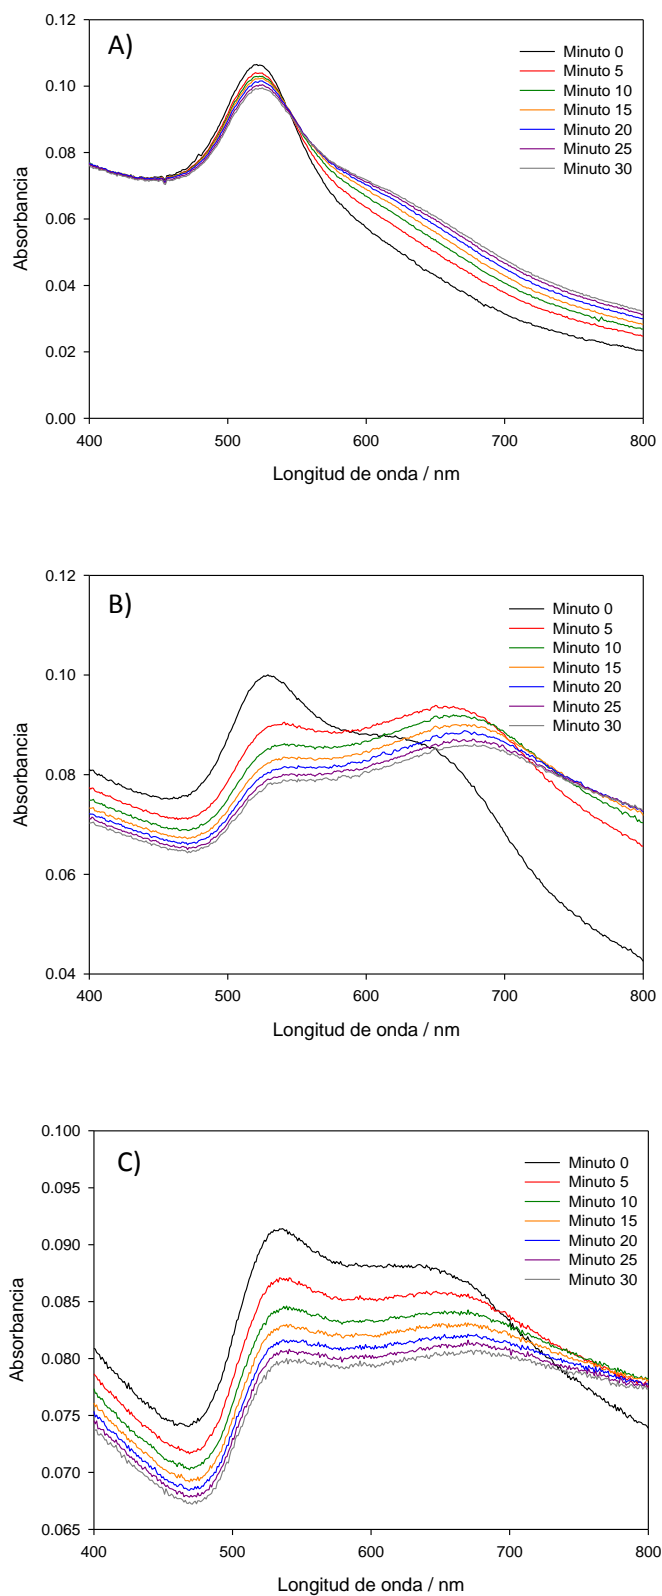 A)
0.12
0.10
0.08
0.06
0.04
0.02
0.00
Absorbancia
Minuto 0
Minuto 5
Minuto 10
Minuto 15
Minuto 20
Minuto 25
Minuto 30
400 500 600 700 800
Longitud de onda / nm
B)
0.12
0.10
0.08
0.06
0.04
Absorbancia
Minuto 0
Minuto 5
Minuto 10
Minuto 15
Minuto 20
Minuto 25
Minuto 30
400 500 600 700 800
Longitud de onda / nm
C)
0.100
0.095
0.090
0.085
0.080
0.075
0.070
0.065
Absorbancia
Minuto 0
Minuto 5
Minuto 10
Minuto 15
Minuto 20
Minuto 25
Minuto 30
400 500 600 700 800
Longitud de onda / nm